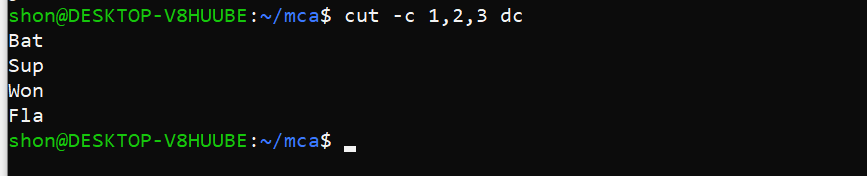 shon@DESKTOP-V8HUUBE:~/mca$ cut -c 1,2,3 dc
Bat
Sup
Won
Fla
shon@DESKTOP-V8HUUBE:~/mca$